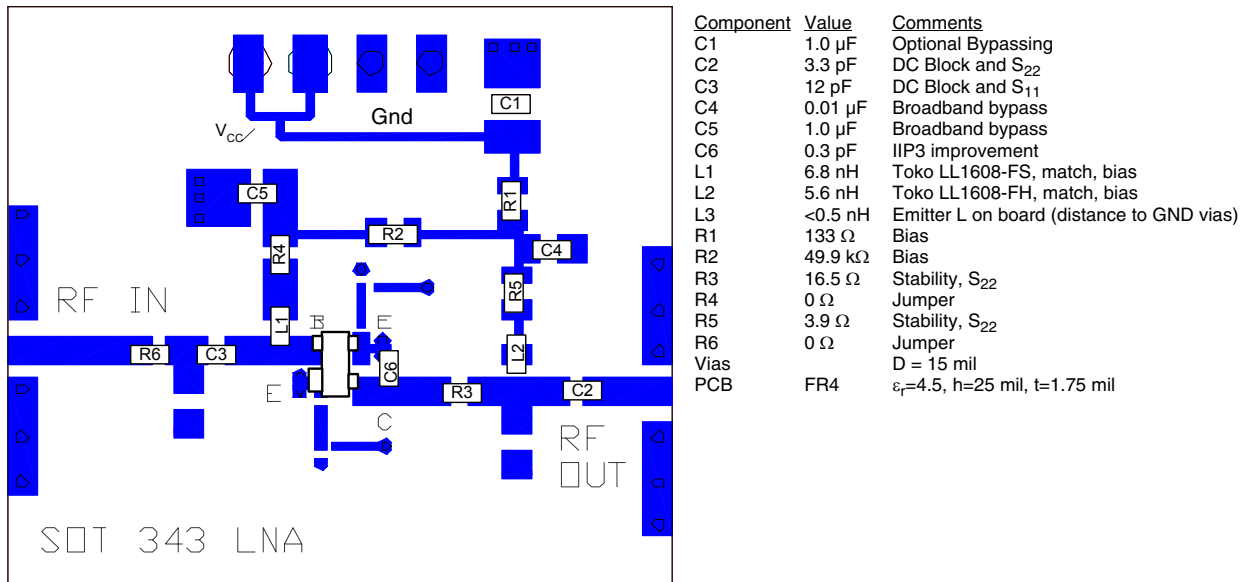 V_CC
Gnd
C1
C5
R1
R2
R4
C4
R5
RF IN
L1
B
E
R6
C3
C6
L2
E
R3
C2
C
RF
OUT
SOT 343 LNA
Component Value Comments
C1 1.0 µF Optional Bypassing
C2 3.3 pF DC Block and S22
C3 12 pF DC Block and S11
C4 0.01 µF Broadband bypass
C5 1.0 µF Broadband bypass
C6 0.3 pF IIP3 improvement
L1 6.8 nH Toko LL1608-FS, match, bias
L2 5.6 nH Toko LL1608-FH, match, bias
L3 <0.5 nH Emitter L on board (distance to GND vias)
R1 133 Ω Bias
R2 49.9 kΩ Bias
R3 16.5 Ω Stability, S22
R4 0 Ω Jumper
R5 3.9 Ω Stability, S22
R6 0 Ω Jumper
Vias D = 15 mil
PCB FR4 εr=4.5, h=25 mil, t=1.75 mil